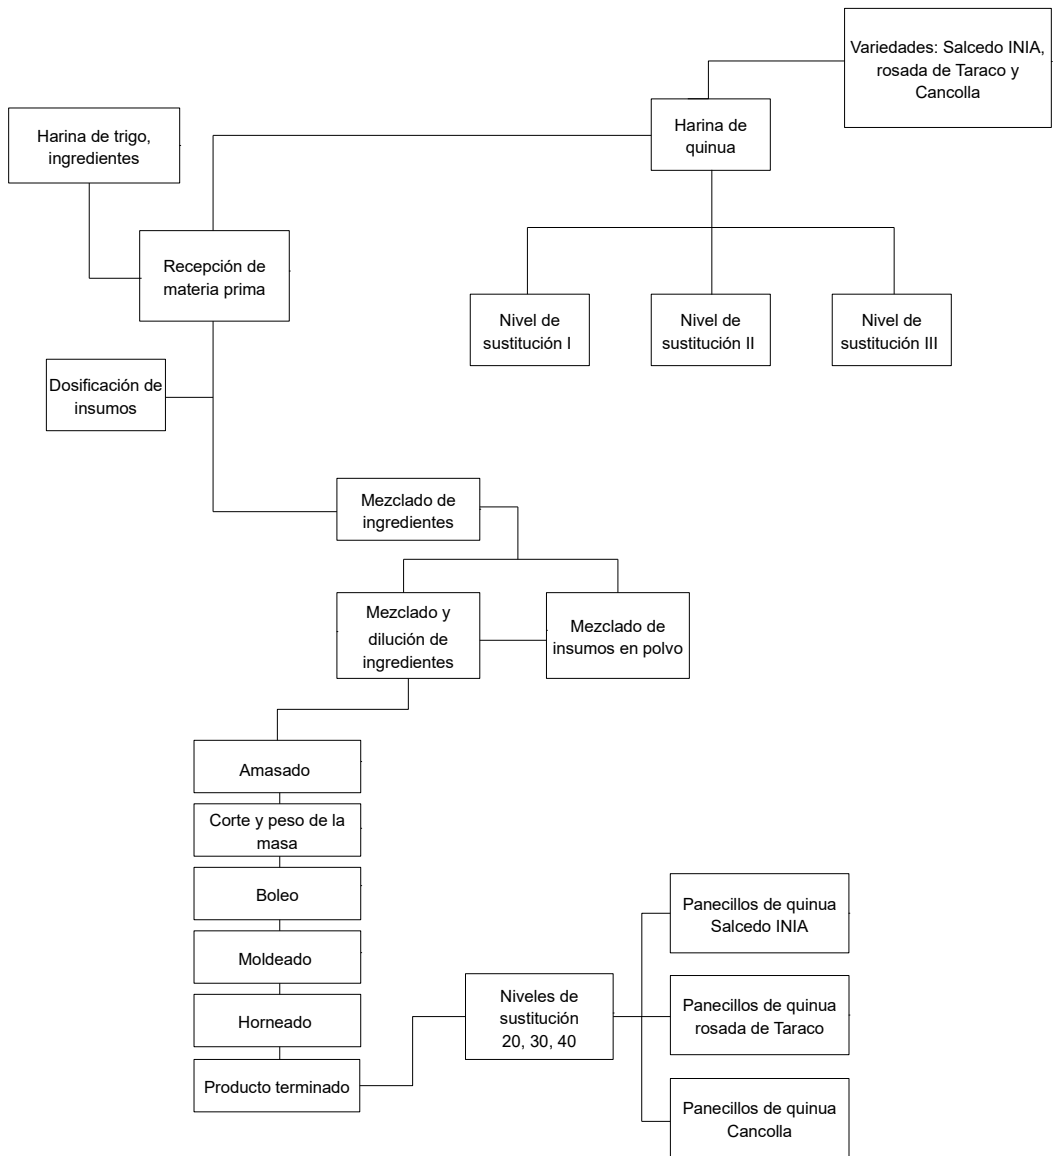 Variedades: Salcedo INIA,
rosada de Taraco y
Cancolla
Harina de trigo,
ingredientes
Harina de
quinua
Recepción de
materia prima
Nivel de
sustitución I
Nivel de
sustitución II
Nivel de
sustitución III
Dosificación de
insumos
Mezclado de
ingredientes
Mezclado y
dilución de
ingredientes
Mezclado de
insumos en polvo
Amasado
Corte y peso de la
masa
Boleo
Moldeado
Horneado
Producto terminado
Niveles de
sustitución
20, 30, 40
Panecillos de quinua
Salcedo INIA
Panecillos de quinua
rosada de Taraco
Panecillos de quinua
Cancolla